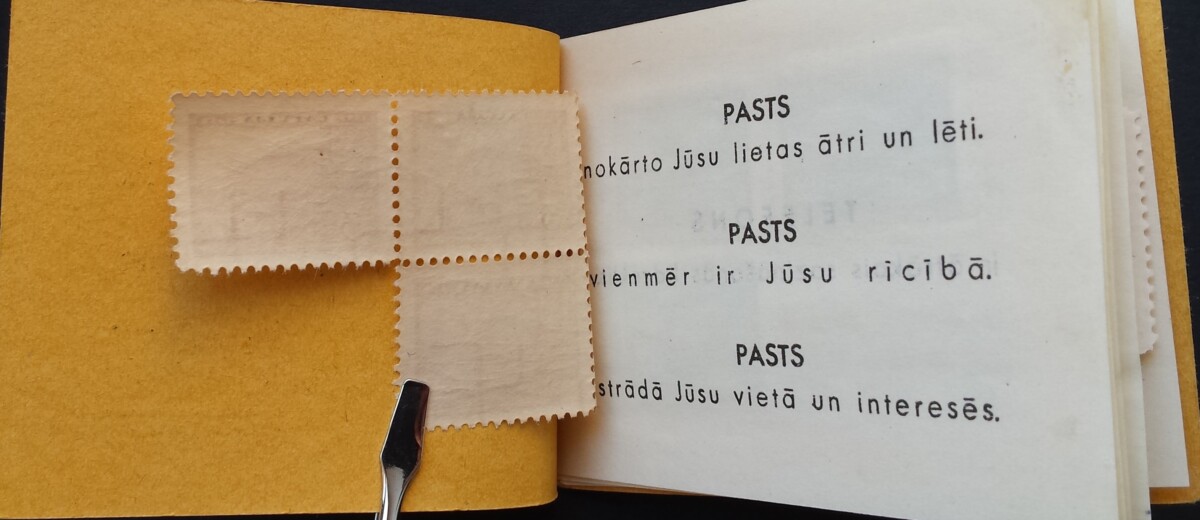 PASTS
nokārto Jūsu lietas ātri un lēti.
PASTS
vienmēr ir Jūsu rīcībā.
PASTS
strādā Jūsu vietā un interesēs.